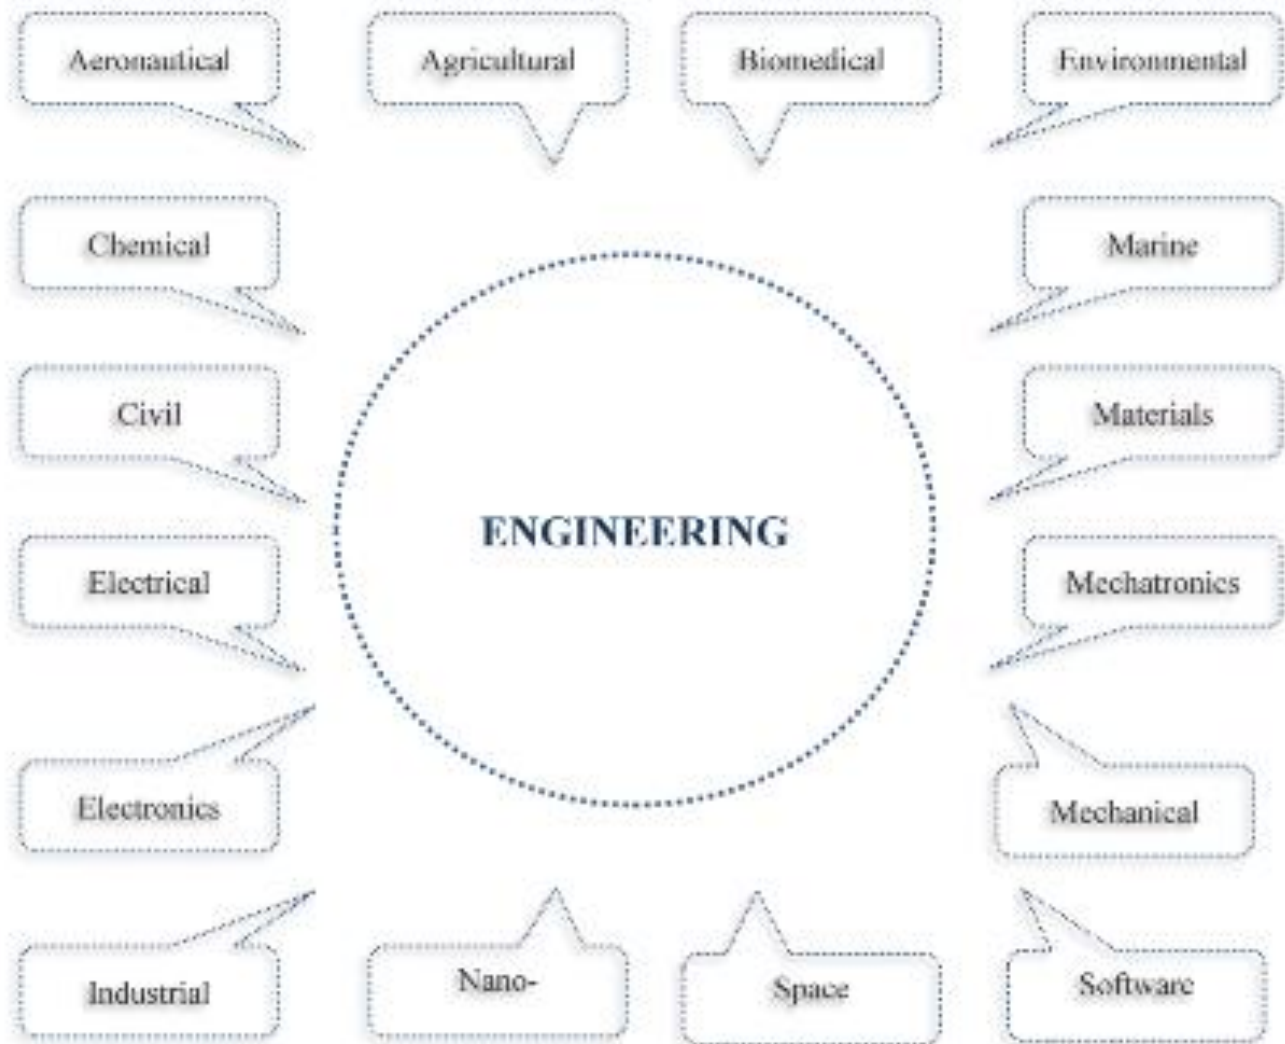 Aeronautical
Agricultural
Biomedical
Environmental
Chemical
Marine
Civil
Materials
ENGINEERING
Electrical
Mechatronics
Electronics
Mechanical
Industrial
Nano-
Space
Software